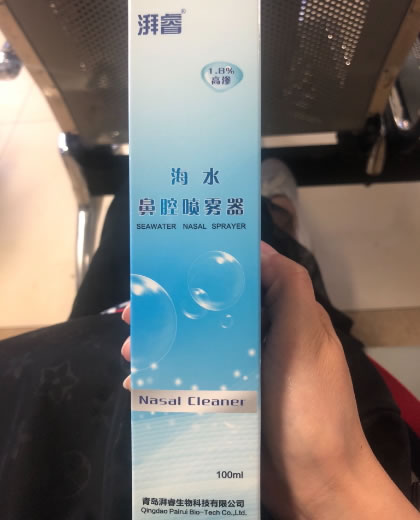 湃睿®
1.8%
高渗
海水
鼻腔喷雾器
SEAWATER NASAL SPRAYER
Nasal Cleaner
100ml
青岛湃睿生物科技有限公司
Qingdao Pairui Bio-Tech Co.,Ltd.